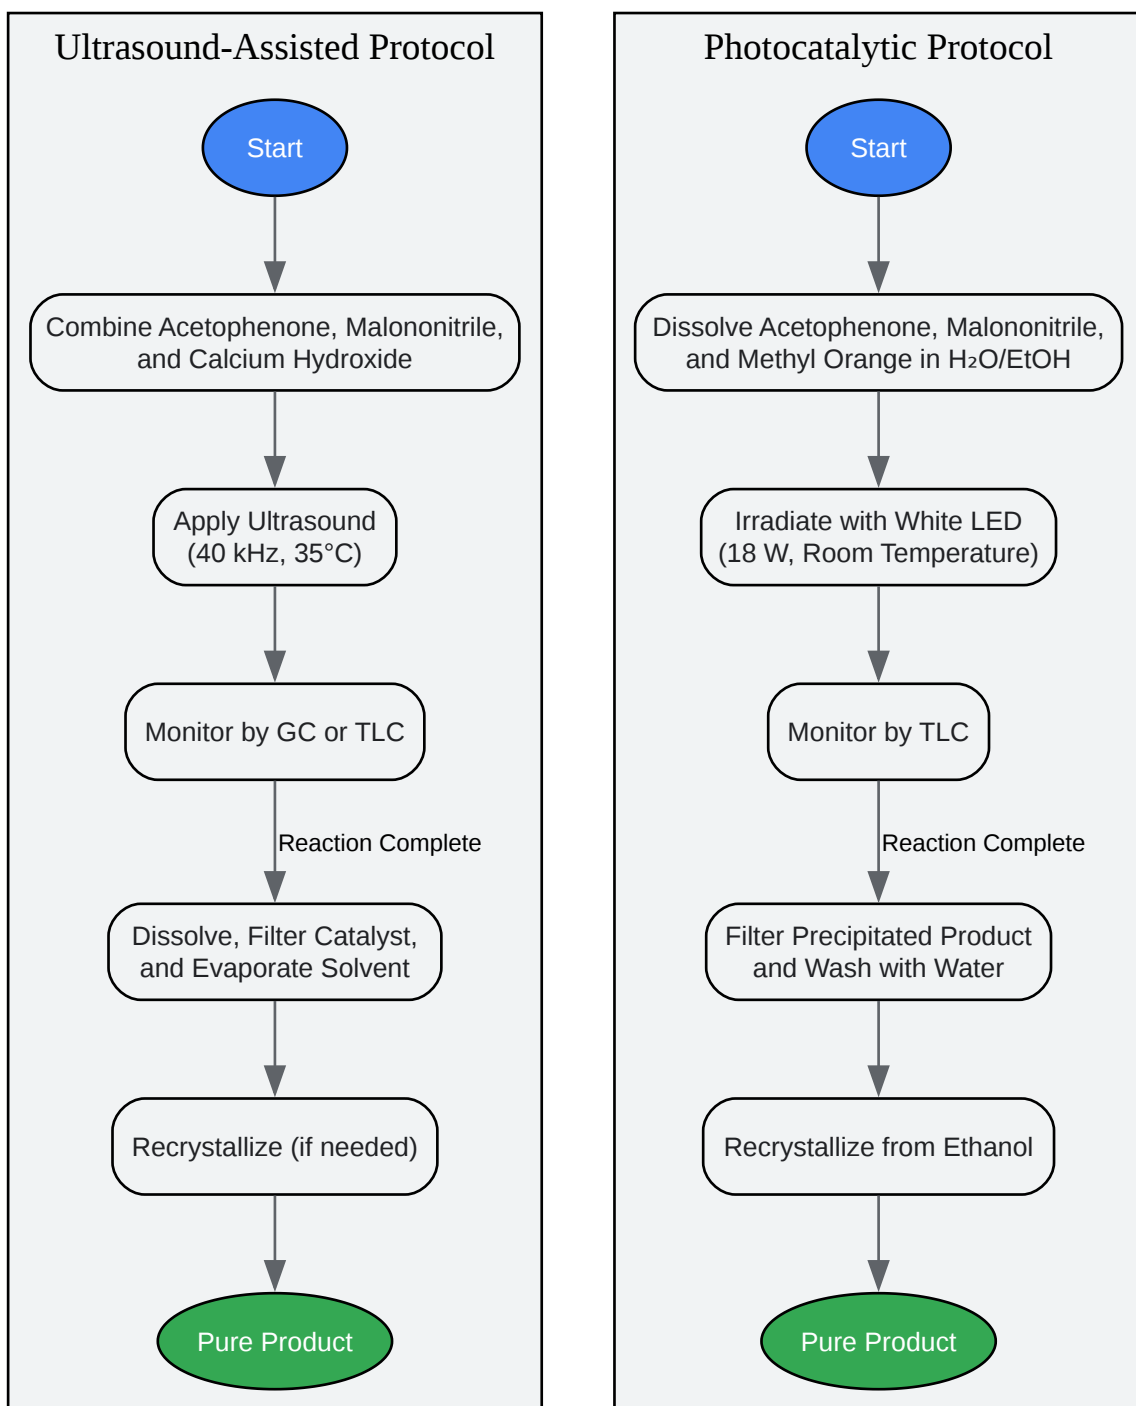 Ultrasound-Assisted Protocol
Start
Combine Acetophenone, Malononitrile,
and Calcium Hydroxide
Apply Ultrasound
(40 kHz, 35°C)
Monitor by GC or TLC
Reaction Complete
Dissolve, Filter Catalyst,
and Evaporate Solvent
Recrystallize (if needed)
Pure Product
Photocatalytic Protocol
Start
Dissolve Acetophenone, Malononitrile,
and Methyl Orange in H₂O/EtOH
Irradiate with White LED
(18 W, Room Temperature)
Monitor by TLC
Reaction Complete
Filter Precipitated Product
and Wash with Water
Recrystallize from Ethanol
Pure Product